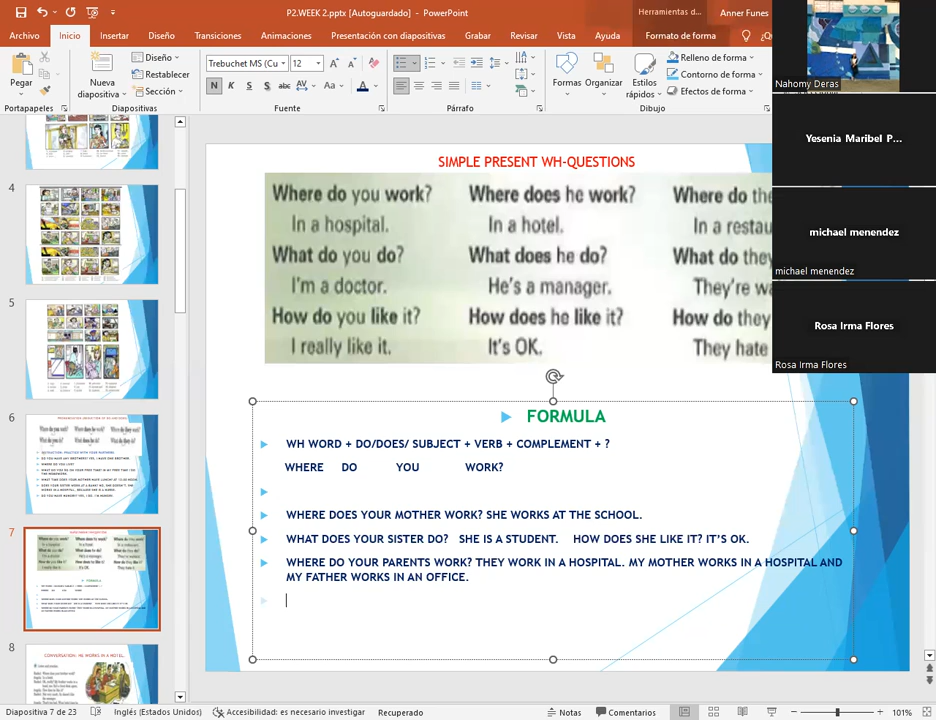 P2.WEEK 2.pptx [Autoguardado] - PowerPoint
Herramientas d...
Anner Funes
Archivo Inicio Insertar Diseño Transiciones Animaciones Presentación con diapositivas Grabar Revisar Vista Ayuda Formato de forma
Pegar
Portapapeles
Nueva diapositiva
Diseño
Restablecer
Sección
Diapositivas
Trebuchet MS (Cu 12
N K S S abc AV Aa A
Fuente
Párrafo
Formas
Organizar
Estilos rápidos
Relleno de forma
Contorno de forma
Efectos de forma
Dibujo
Nahomy Deras
Yesenia Maribel P...
michael menendez
michael menendez
Rosa Irma Flores
Rosa Irma Flores
4
5
6
7
8
CONVERSATION: HE WORKS IN A HOTEL.
SIMPLE PRESENT WH-QUESTIONS
Where do you work? Where does he work? Where do the
In a hospital. In a hotel. In a restau
What do you do? What does he do? What do they
I'm a doctor. He's a manager. They're wa
How do you like it? How does he like it? How do they
I really like it. It's OK. They hate
FORMULA
WH WORD + DO/DOES/ SUBJECT + VERB + COMPLEMENT + ?
WHERE DO YOU WORK?
WHERE DOES YOUR MOTHER WORK? SHE WORKS AT THE SCHOOL.
WHAT DOES YOUR SISTER DO? SHE IS A STUDENT. HOW DOES SHE LIKE IT? IT'S OK.
WHERE DO YOUR PARENTS WORK? THEY WORK IN A HOSPITAL. MY MOTHER WORKS IN A HOSPITAL AND
MY FATHER WORKS IN AN OFFICE.
Diapositiva 7 de 23 Inglés (Estados Unidos) Accesibilidad: es necesario investigar Recuperado Notas Comentarios 101%